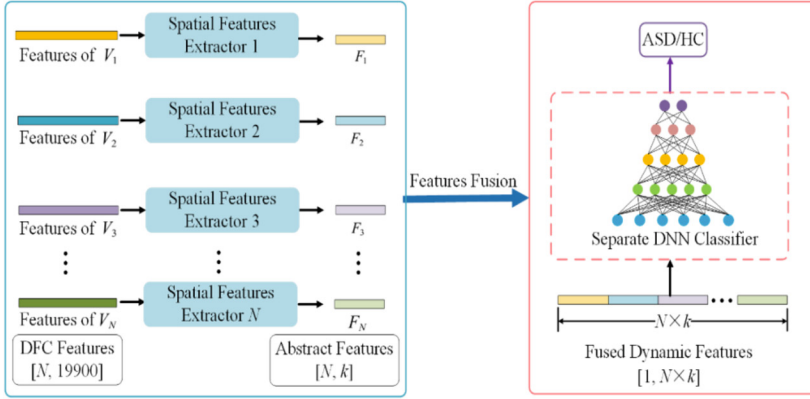 Features of V1
Spatial Features
Extractor 1
F1
Features of V2
Spatial Features
Extractor 2
F2
Features of V3
Spatial Features
Extractor 3
F3
Features of VN
Spatial Features
Extractor N
FN
DFC Features
[N, 19900]
Abstract Features
[N, k]
Features Fusion
ASD/HC
Separate DNN Classifier
N×k
Fused Dynamic Features
[1, N×k]